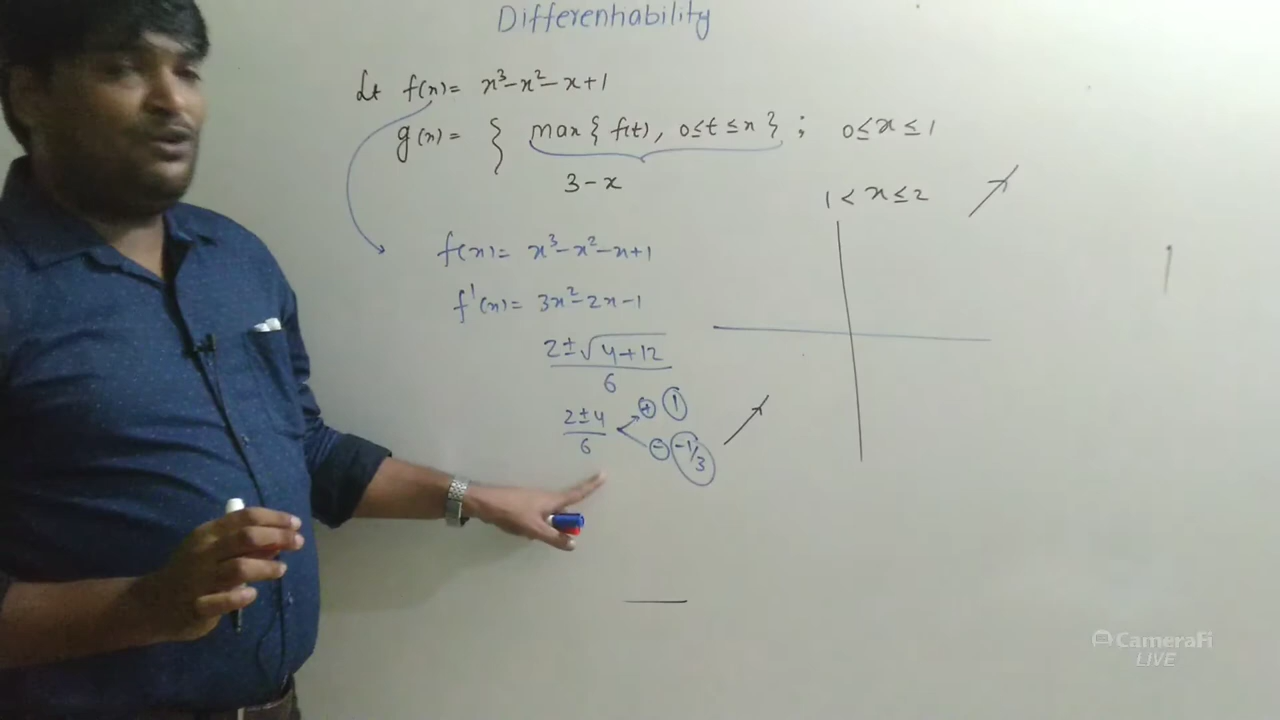 Differentiability
Let f(x) = x³-x²-x+1
g(x) = { max { f(t), 0≤t≤x } ; 0≤x≤1
3-x 1 < x ≤ 2
f(x) = x³-x²-x+1
f'(x) = 3x²-2x-1
2±√4+12
6
2±4
6
+ 1
- -1/3
CameraFi
LIVE